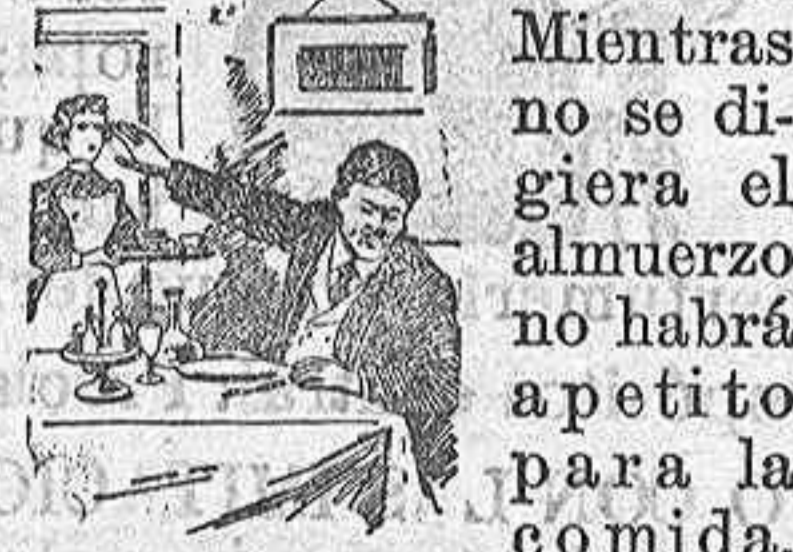 Mientras
no se di-
giera el
almuerzo
no habrá
apetito
para la
comida.